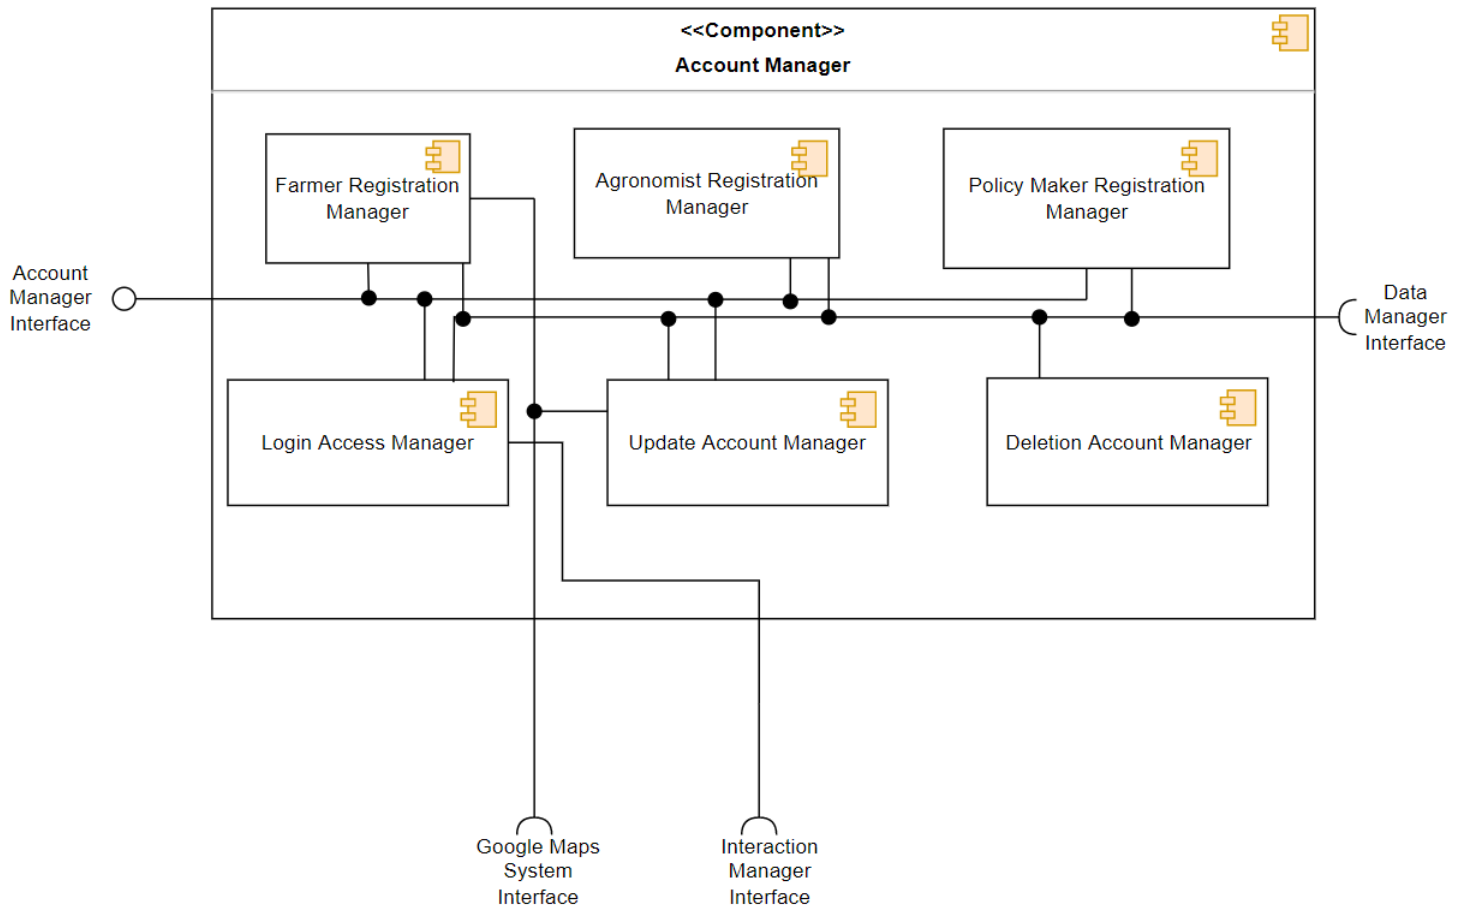 <<Component>>
Account Manager
Farmer Registration
Manager
Agronomist Registration
Manager
Policy Maker Registration
Manager
Account
Manager
Interface
Data
Manager
Interface
Login Access Manager
Update Account Manager
Deletion Account Manager
Google Maps
System
Interface
Interaction
Manager
Interface